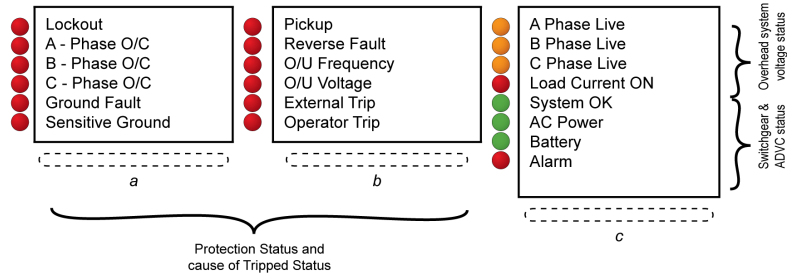 Lockout
A - Phase O/C
B - Phase O/C
C - Phase O/C
Ground Fault
Sensitive Ground
a
Pickup
Reverse Fault
O/U Frequency
O/U Voltage
External Trip
Operator Trip
b
Protection Status and
cause of Tripped Status
A Phase Live
B Phase Live
C Phase Live
Load Current ON
System OK
AC Power
Battery
Alarm
c
Overhead system
voltage status
Switchgear &
ADVC status